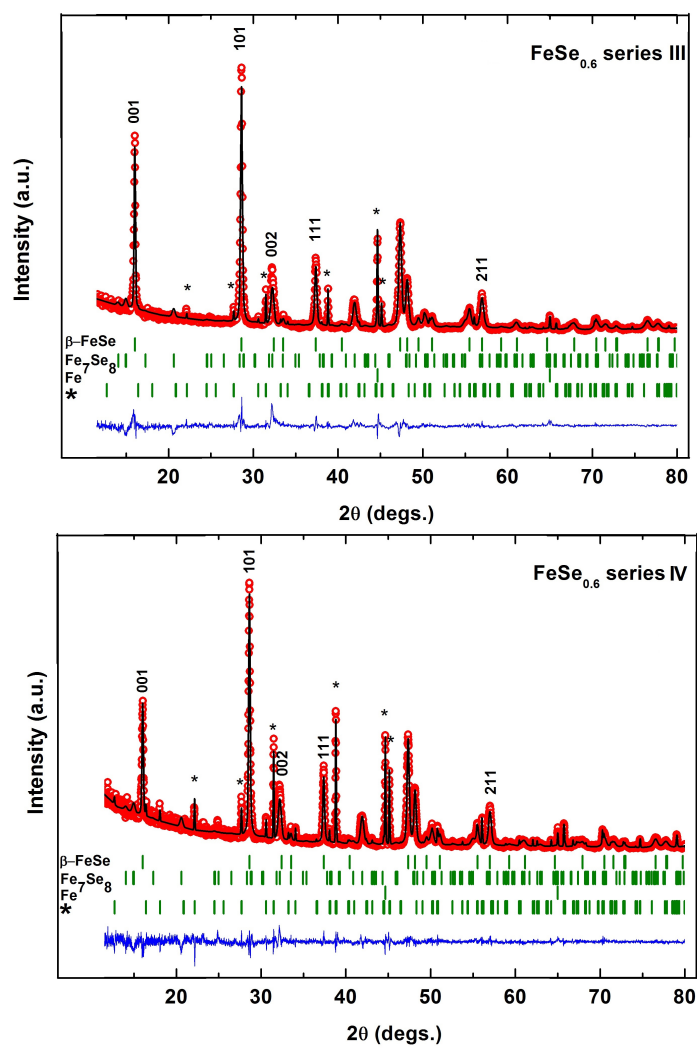 FeSe0.6 series III
Intensity (a.u.)
001
*
*
101
*
002
111
*
*
*
211
β–FeSe
Fe7Se8
Fe
*
20 30 40 50 60 70 80
2θ (degs.)
FeSe0.6 series IV
Intensity (a.u.)
001
*
*
101
*
002
111
*
*
*
211
β–FeSe
Fe7Se8
Fe
*
20 30 40 50 60 70 80
2θ (degs.)